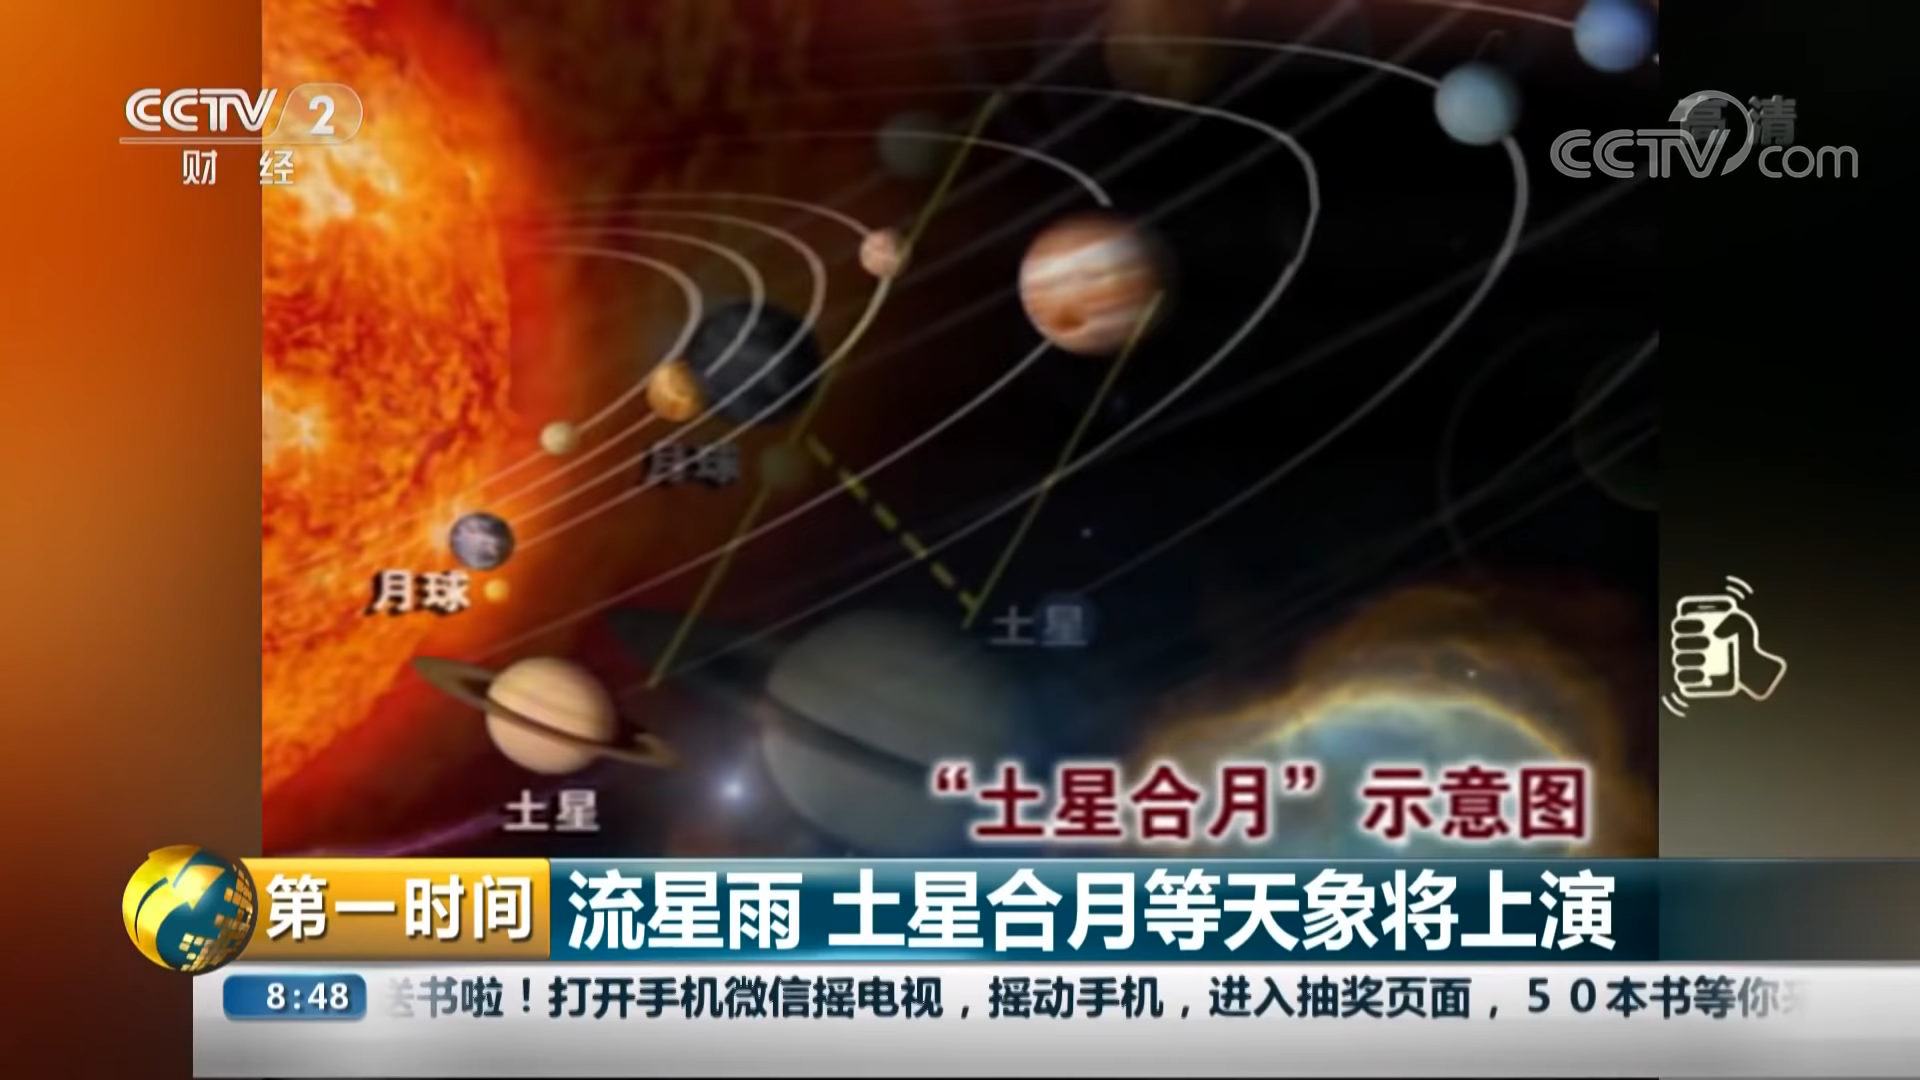 CCTV 2
财 经
高清
CCTV com
月球
月球
土星
土星
“土星合月”示意图
第一时间
流星雨 土星合月等天象将上演
8:48
送书啦！打开手机微信摇电视，摇动手机，进入抽奖页面，50本书等你